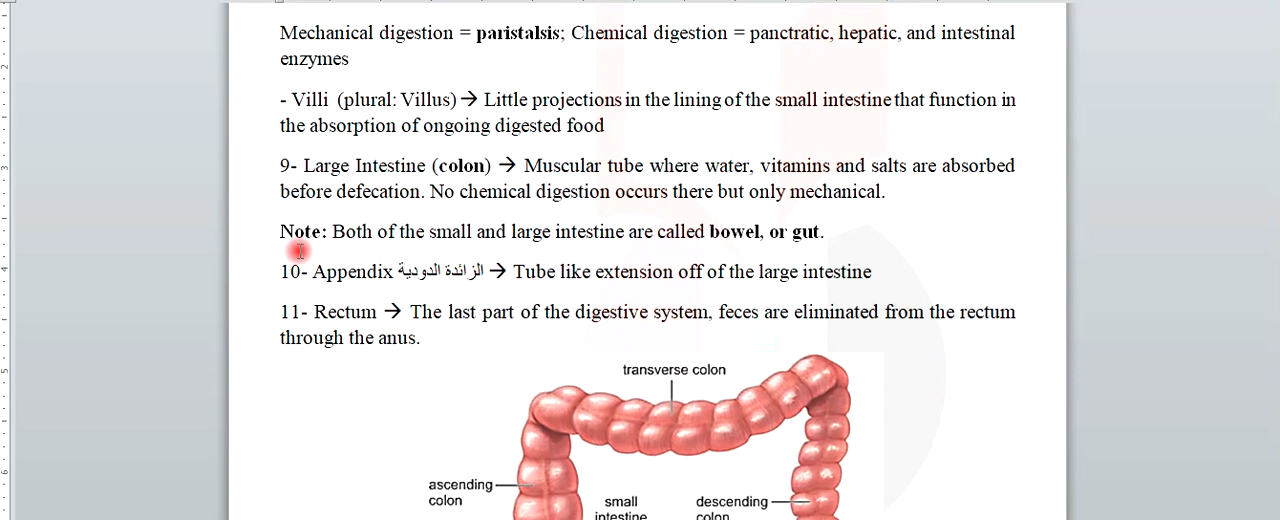 Mechanical digestion = paristalsis; Chemical digestion = panctratic, hepatic, and intestinal
enzymes
- Villi (plural: Villus) → Little projections in the lining of the small intestine that function in
the absorption of ongoing digested food
9- Large Intestine (colon) → Muscular tube where water, vitamins and salts are absorbed
before defecation. No chemical digestion occurs there but only mechanical.
Note: Both of the small and large intestine are called bowel, or gut.
10- Appendix الزائدة الدودية → Tube like extension off of the large intestine
11- Rectum → The last part of the digestive system, feces are eliminated from the rectum
through the anus.
transverse colon
ascending
colon
small
intestine
descending
colon